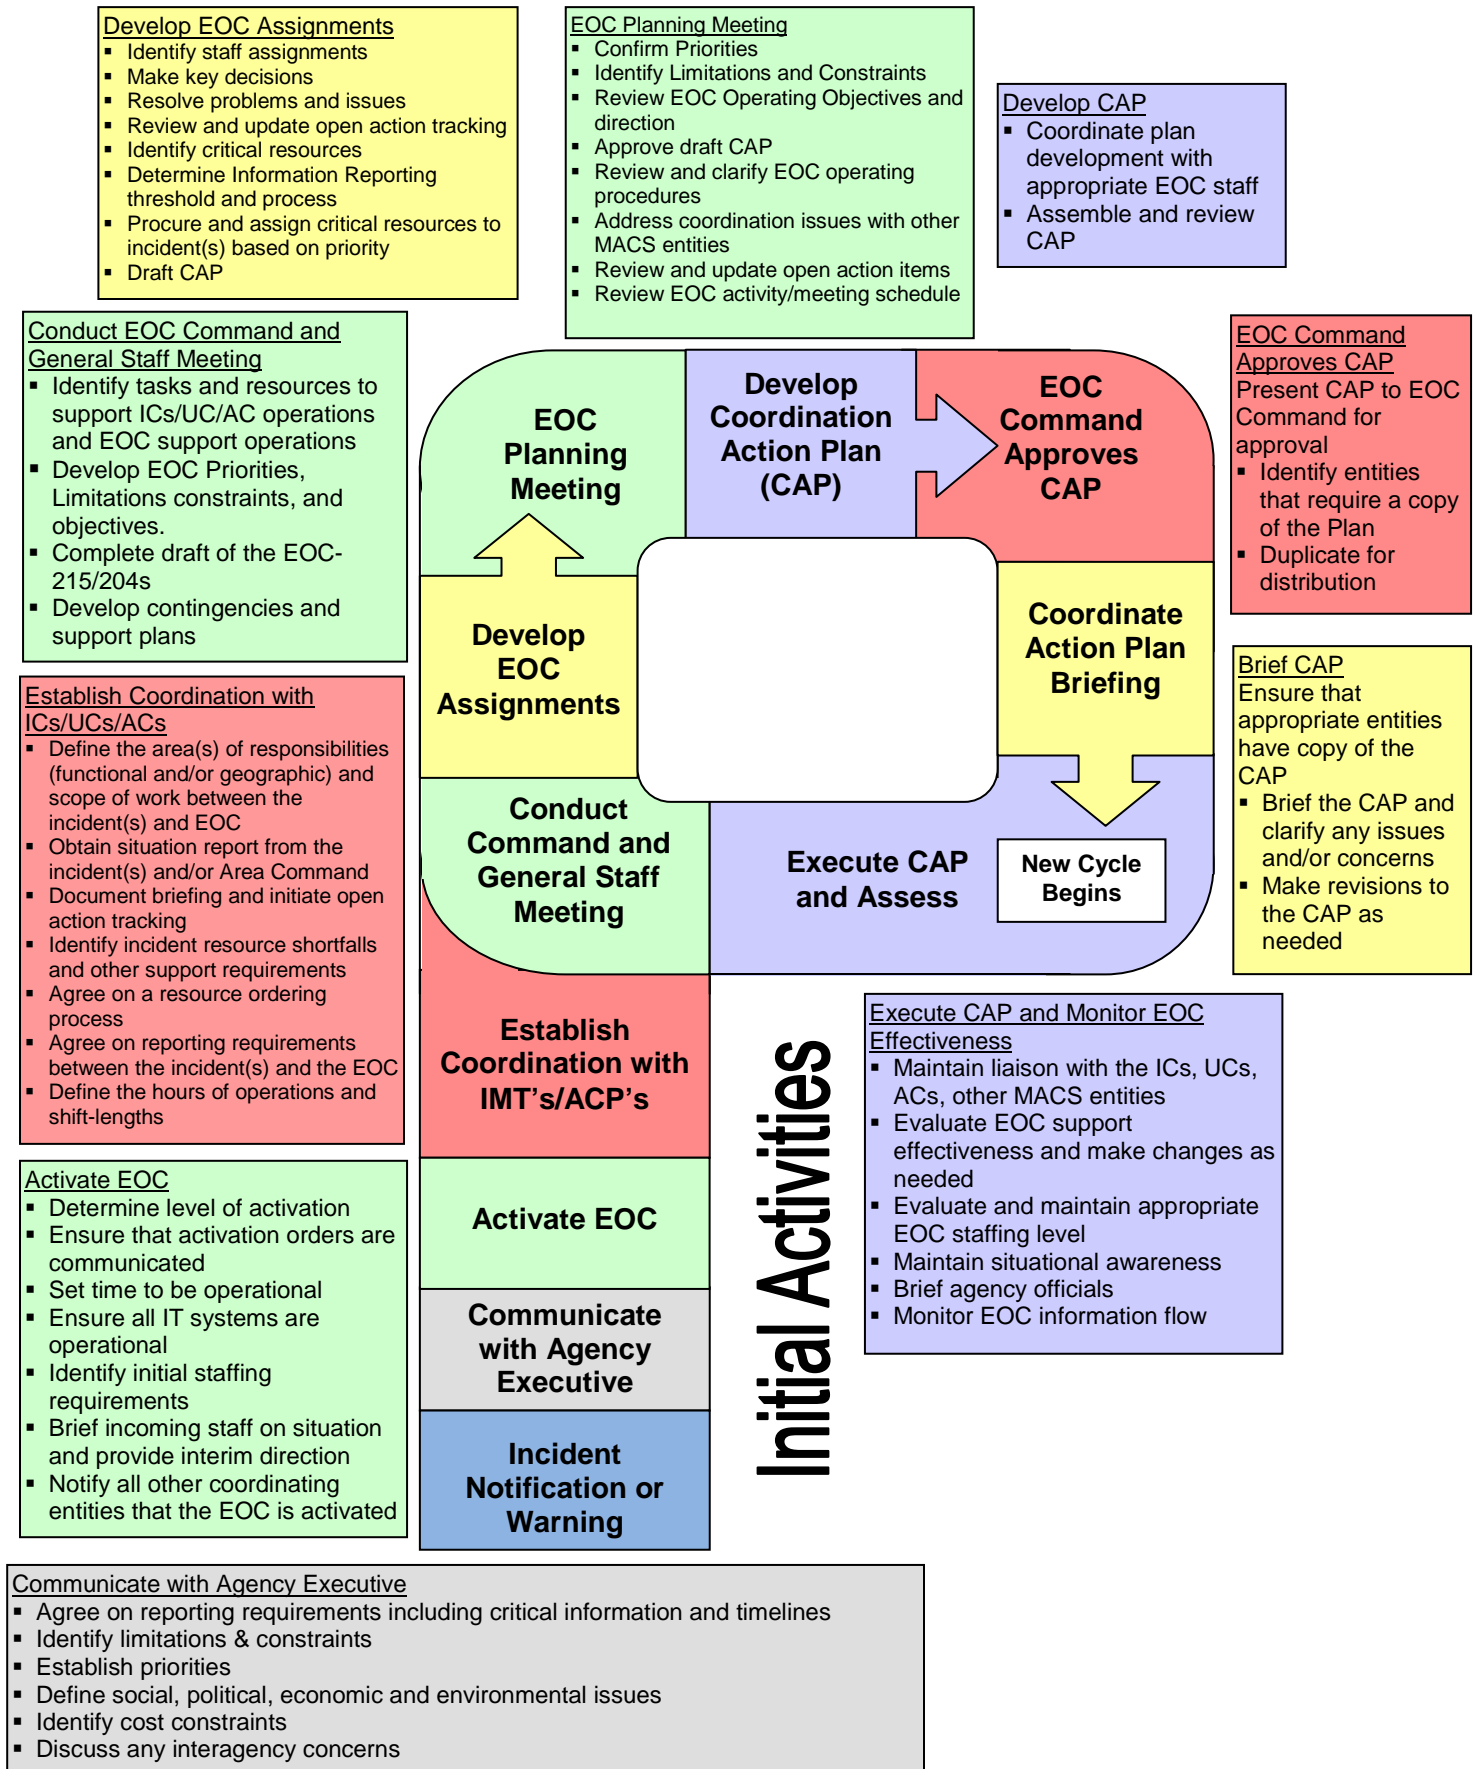 Develop EOC Assignments
▪ Identify staff assignments
▪ Make key decisions
▪ Resolve problems and issues
▪ Review and update open action tracking
▪ Identify critical resources
▪ Determine Information Reporting
threshold and process
▪ Procure and assign critical resources to
incident(s) based on priority
▪ Draft CAP
EOC Planning Meeting
▪ Confirm Priorities
▪ Identify Limitations and Constraints
▪ Review EOC Operating Objectives and
direction
▪ Approve draft CAP
▪ Review and clarify EOC operating
procedures
▪ Address coordination issues with other
MACS entities
▪ Review and update open action items
▪ Review EOC activity/meeting schedule
Develop CAP
▪ Coordinate plan
development with
appropriate EOC staff
▪ Assemble and review
CAP
Conduct EOC Command and
General Staff Meeting
▪ Identify tasks and resources to
support ICs/UC/AC operations
and EOC support operations
▪ Develop EOC Priorities,
Limitations constraints, and
objectives.
▪ Complete draft of the EOC-
215/204s
▪ Develop contingencies and
support plans
EOC
Planning
Meeting
Develop
Coordination
Action Plan
(CAP)
EOC
Command
Approves
CAP
EOC Command
Approves CAP
Present CAP to EOC
Command for
approval
▪ Identify entities
that require a copy
of the Plan
▪ Duplicate for
distribution
Develop
EOC
Assignments
Coordinate
Action Plan
Briefing
Brief CAP
Ensure that
appropriate entities
have copy of the
CAP
▪ Brief the CAP and
clarify any issues
and/or concerns
▪ Make revisions to
the CAP as
needed
Establish Coordination with
ICs/UCs/ACs
▪ Define the area(s) of responsibilities
(functional and/or geographic) and
scope of work between the
incident(s) and EOC
▪ Obtain situation report from the
incident(s) and/or Area Command
▪ Document briefing and initiate open
action tracking
▪ Identify incident resource shortfalls
and other support requirements
▪ Agree on a resource ordering
process
▪ Agree on reporting requirements
between the incident(s) and the EOC
▪ Define the hours of operations and
shift-lengths
Conduct
Command and
General Staff
Meeting
Execute CAP
and Assess
New Cycle
Begins
Establish
Coordination with
IMT's/ACP's
Initial Activities
Execute CAP and Monitor EOC
Effectiveness
▪ Maintain liaison with the ICs, UCs,
ACs, other MACS entities
▪ Evaluate EOC support
effectiveness and make changes as
needed
▪ Evaluate and maintain appropriate
EOC staffing level
▪ Maintain situational awareness
▪ Brief agency officials
▪ Monitor EOC information flow
Activate EOC
▪ Determine level of activation
▪ Ensure that activation orders are
communicated
▪ Set time to be operational
▪ Ensure all IT systems are
operational
▪ Identify initial staffing
requirements
▪ Brief incoming staff on situation
and provide interim direction
▪ Notify all other coordinating
entities that the EOC is activated
Activate EOC
Communicate
with Agency
Executive
Incident
Notification or
Warning
Communicate with Agency Executive
▪ Agree on reporting requirements including critical information and timelines
▪ Identify limitations & constraints
▪ Establish priorities
▪ Define social, political, economic and environmental issues
▪ Identify cost constraints
▪ Discuss any interagency concerns